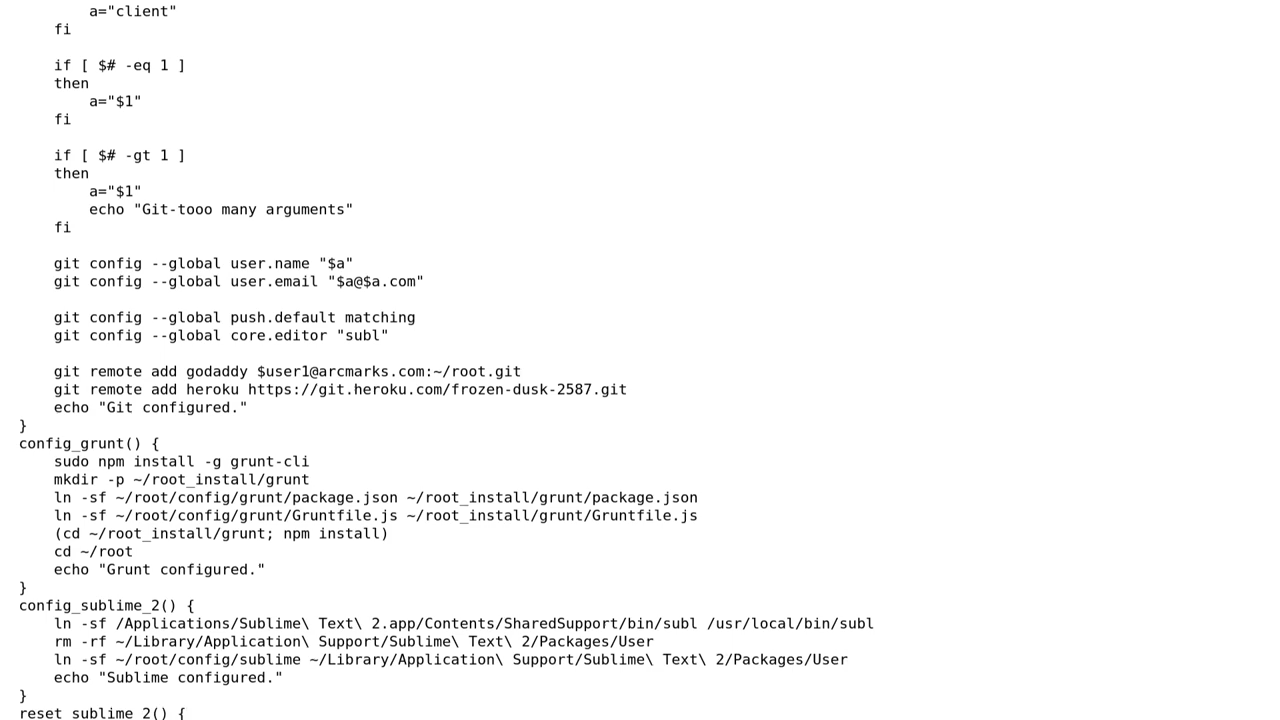 a="client"
    fi

    if [ $# -eq 1 ]
    then
        a="$1"
    fi

    if [ $# -gt 1 ]
    then
        a="$1"
        echo "Git-tooo many arguments"
    fi

    git config --global user.name "$a"
    git config --global user.email "$a@$a.com"

    git config --global push.default matching
    git config --global core.editor "subl"

    git remote add godaddy $user1@arcmarks.com:~/root.git
    git remote add heroku https://git.heroku.com/frozen-dusk-2587.git
    echo "Git configured."
}
config_grunt() {
    sudo npm install -g grunt-cli
    mkdir -p ~/root_install/grunt
    ln -sf ~/root/config/grunt/package.json ~/root_install/grunt/package.json
    ln -sf ~/root/config/grunt/Gruntfile.js ~/root_install/grunt/Gruntfile.js
    (cd ~/root_install/grunt; npm install)
    cd ~/root
    echo "Grunt configured."
}
config_sublime_2() {
    ln -sf /Applications/Sublime\ Text\ 2.app/Contents/SharedSupport/bin/subl /usr/local/bin/subl
    rm -rf ~/Library/Application\ Support/Sublime\ Text\ 2/Packages/User
    ln -sf ~/root/config/sublime ~/Library/Application\ Support/Sublime\ Text\ 2/Packages/User
    echo "Sublime configured."
}
reset_sublime_2() {